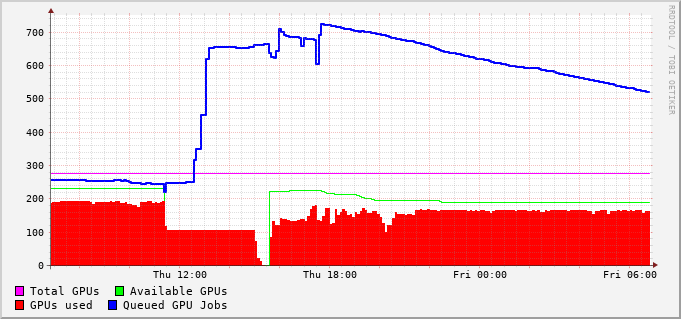 700
600
500
400
300
200
100
0
Thu 12:00 Thu 18:00 Fri 00:00 Fri 06:00
Total GPUs Available GPUs
GPUs used Queued GPU Jobs
RRDTOOL / TOBI OETIKER